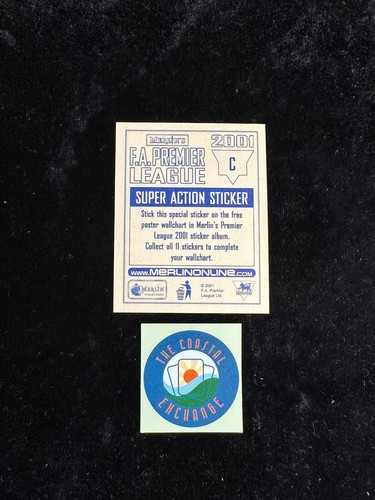 MERLIN'S
2001
F.A. PREMIER
LEAGUE
C
SUPER ACTION STICKER
Stick this special sticker on the free
poster wallchart in Merlin's Premier
League 2001 sticker album.
Collect all 11 stickers to complete
your wallchart.
WWW.MERLINONLINE.COM
MERLIN
© 2001
F.A. Premier
League Ltd.
THE COASTAL
EXCHANGE